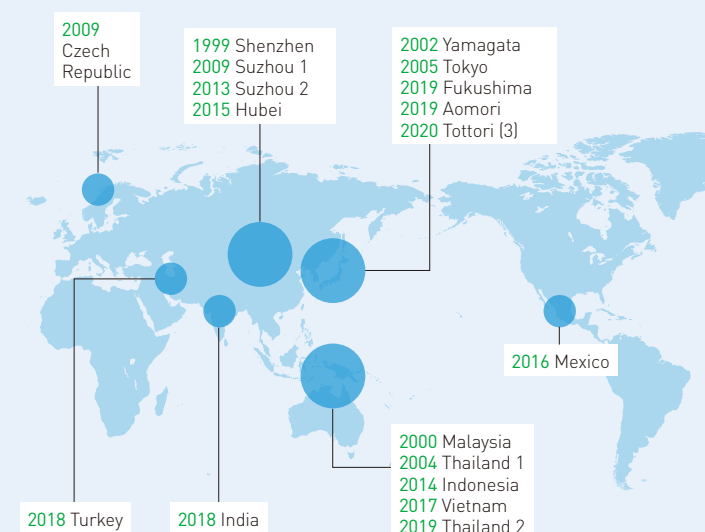 2009
Czech
Republic
1999 Shenzhen
2009 Suzhou 1
2013 Suzhou 2
2015 Hubei
2002 Yamagata
2005 Tokyo
2019 Fukushima
2019 Aomori
2020 Tottori (3)
2016 Mexico
2000 Malaysia
2004 Thailand 1
2014 Indonesia
2017 Vietnam
2019 Thailand 2
2018 Turkey
2018 India